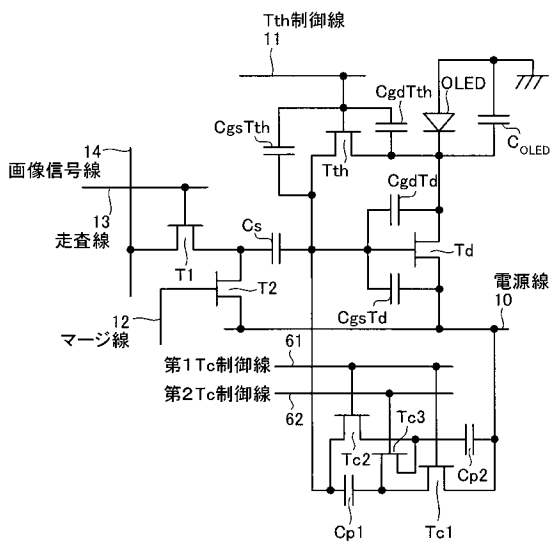 Tth制御線
11
CgdTth
OLED
CgsTth
14
Tth
COLED
画像信号線
CgdTd
13
走査線
Cs
Td
T1
T2
電源線
10
12
CgsTd
マージ線
61
第1Tc制御線
第2Tc制御線
62
Tc3
Tc2
Cp2
Cp1
Tc1